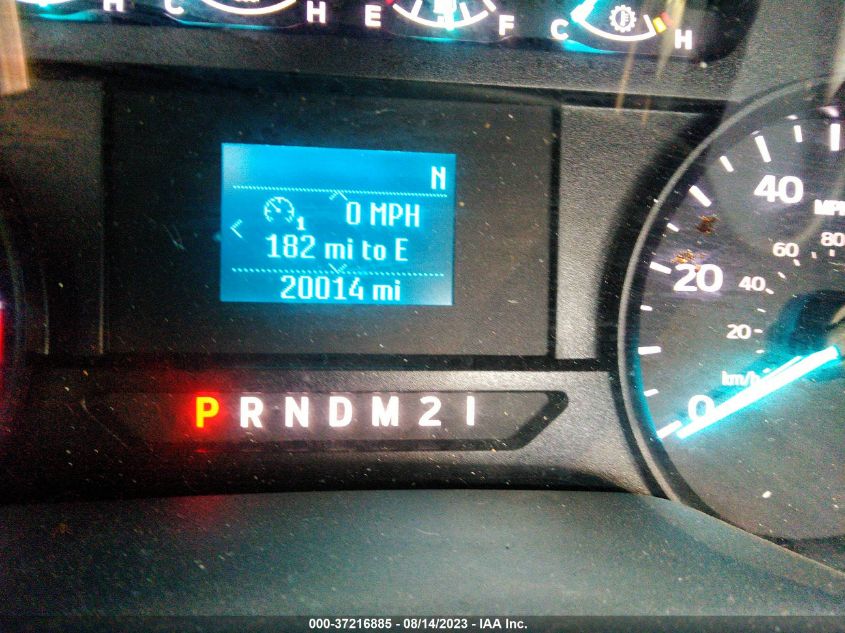 H C H E F C H
N
0 MPH
1
182 mi to E
20014 mi
P R N D M 2 1
40
MPH
80
60
20
40
20
km/h
0
000-37216885 - 08/14/2023 - IAA Inc.